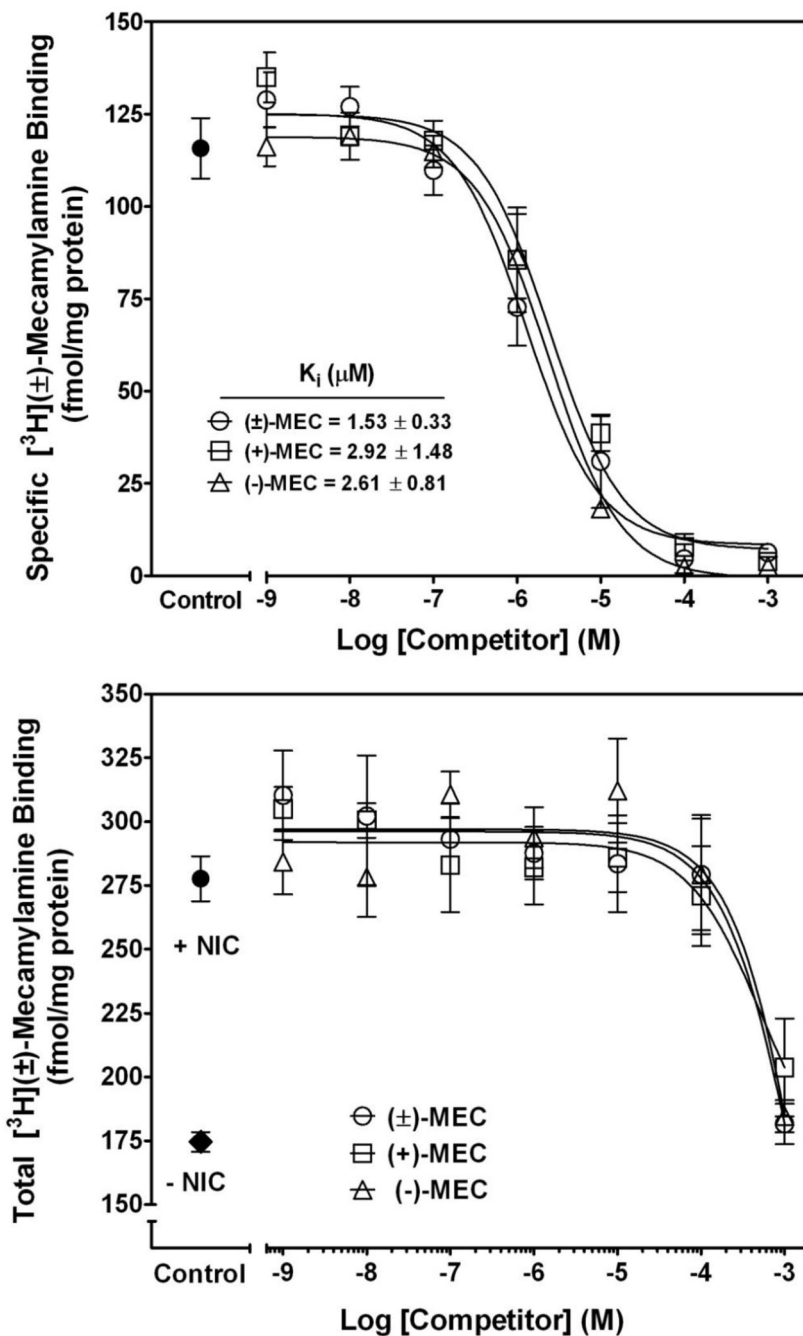 150
125
100
75
50
25
0
Specific [³H](±)-Mecamylamine Binding
(fmol/mg protein)
Kᵢ (μM)
(±)-MEC = 1.53 ± 0.33
(+)-MEC = 2.92 ± 1.48
(-)-MEC = 2.61 ± 0.81
Control -9 -8 -7 -6 -5 -4 -3
Log [Competitor] (M)
350
325
300
275
250
225
200
175
150
Total [³H](±)-Mecamylamine Binding
(fmol/mg protein)
+ NIC
- NIC
(±)-MEC
(+)-MEC
(-)-MEC
Control -9 -8 -7 -6 -5 -4 -3
Log [Competitor] (M)